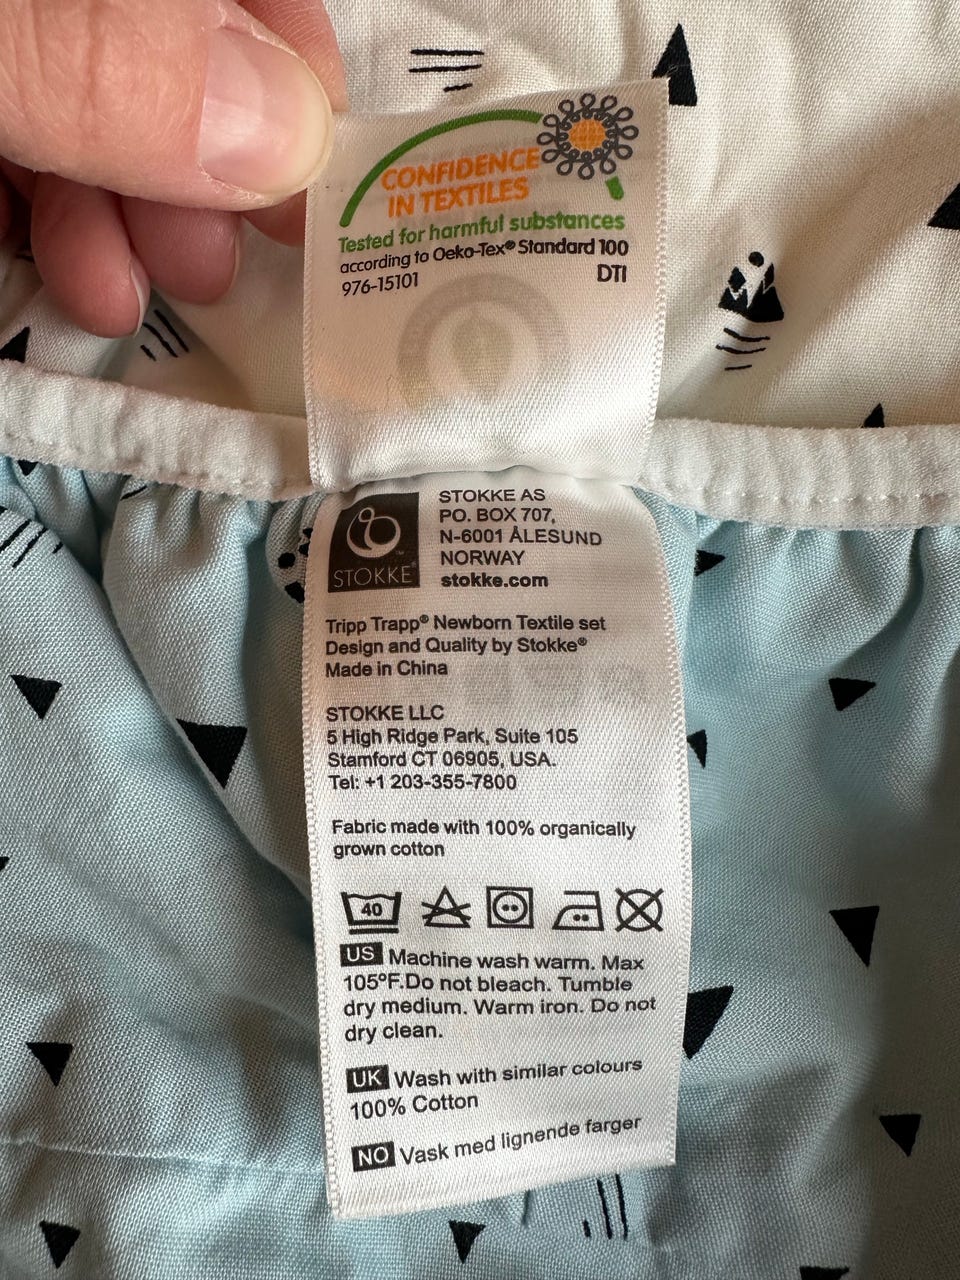 CONFIDENCE
IN TEXTILES
Tested for harmful substances
according to Oeko-Tex® Standard 100
976-15101 DTI
STOKKE®
STOKKE AS
PO. BOX 707,
N-6001 ÅLESUND
NORWAY
stokke.com
Tripp Trapp® Newborn Textile set
Design and Quality by Stokke®
Made in China
STOKKE LLC
5 High Ridge Park, Suite 105
Stamford CT 06905, USA.
Tel: +1 203-355-7800
Fabric made with 100% organically
grown cotton
40
US Machine wash warm. Max
105°F.Do not bleach. Tumble
dry medium. Warm iron. Do not
dry clean.
UK Wash with similar colours
100% Cotton
NO Vask med lignende farger